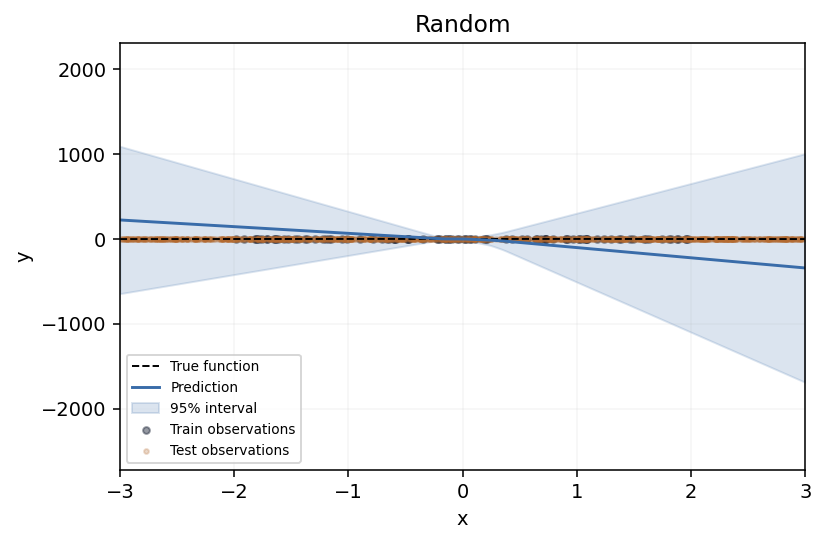 Random
2000
1000
0
−1000
−2000
y
True function
Prediction
95% interval
Train observations
Test observations
−3 −2 −1 0 1 2 3
x